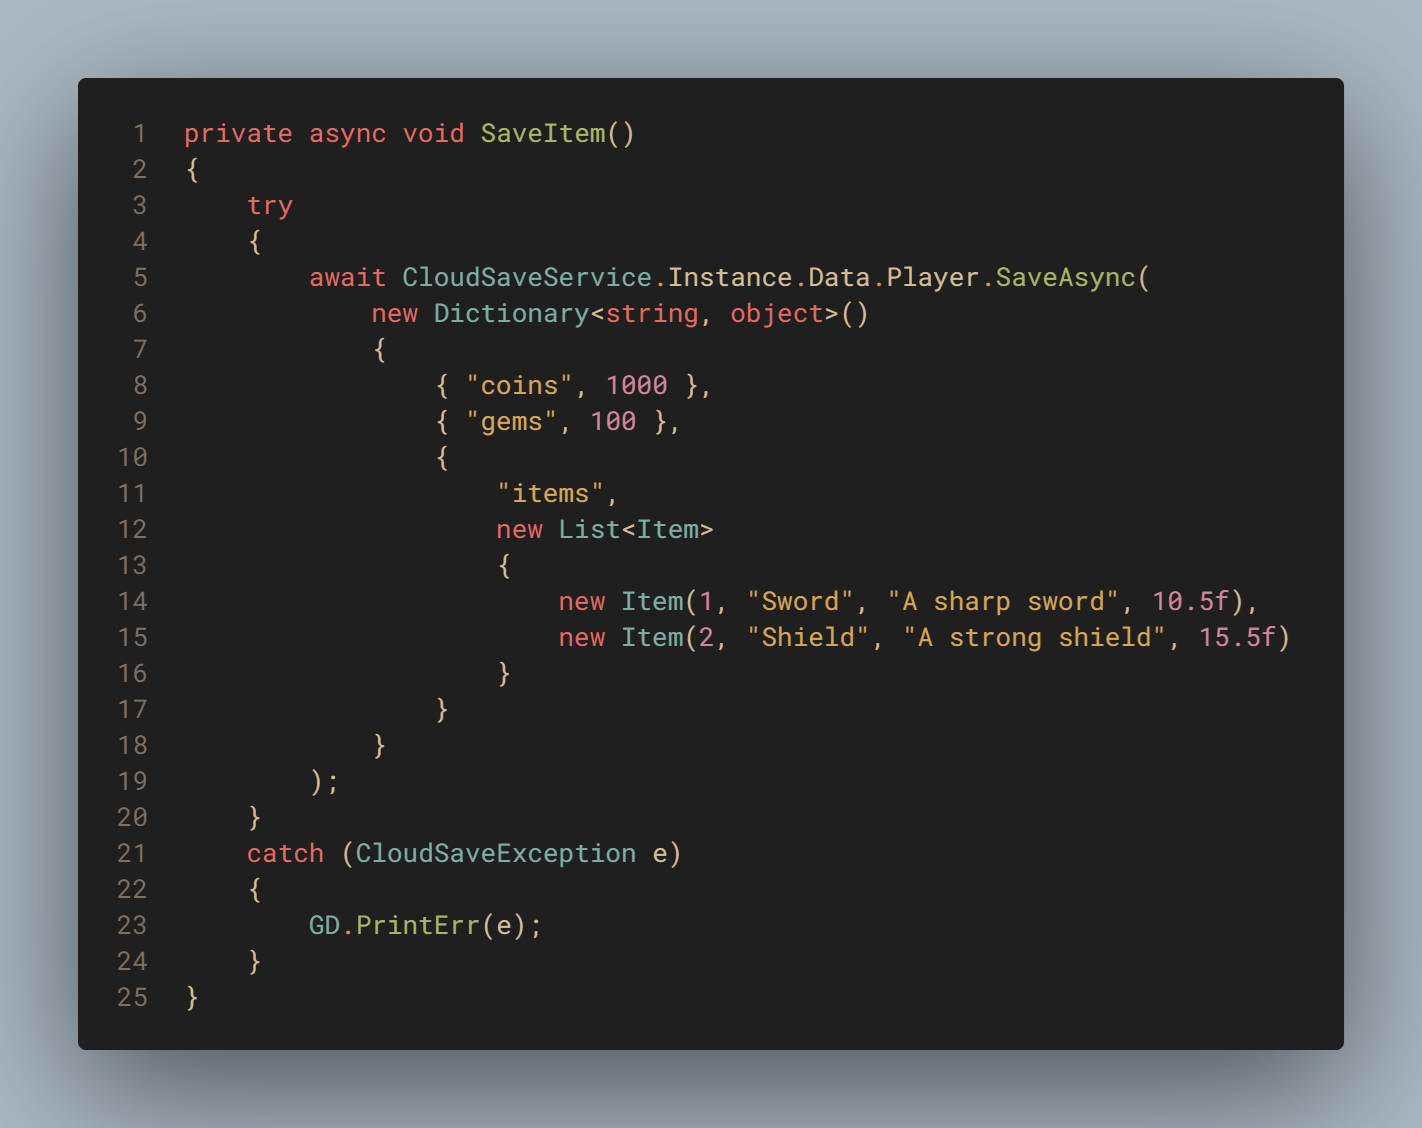 1 private async void SaveItem()
2 {
3     try
4     {
5         await CloudSaveService.Instance.Data.Player.SaveAsync(
6             new Dictionary<string, object>()
7             {
8                 { "coins", 1000 },
9                 { "gems", 100 },
10                 {
11                     "items",
12                     new List<Item>
13                     {
14                         new Item(1, "Sword", "A sharp sword", 10.5f),
15                         new Item(2, "Shield", "A strong shield", 15.5f)
16                     }
17                 }
18             }
19         );
20     }
21     catch (CloudSaveException e)
22     {
23         GD.PrintErr(e);
24     }
25 }